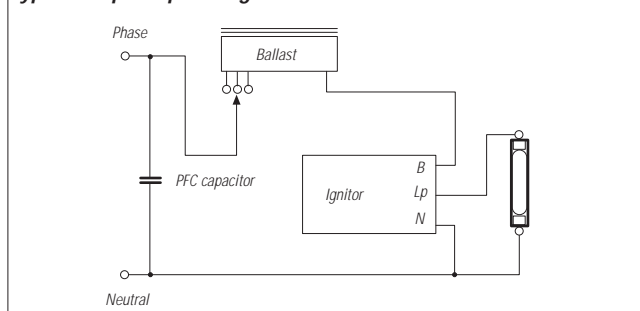 Phase
Ballast
PFC capacitor
Ignitor
B
Lp
N
Neutral